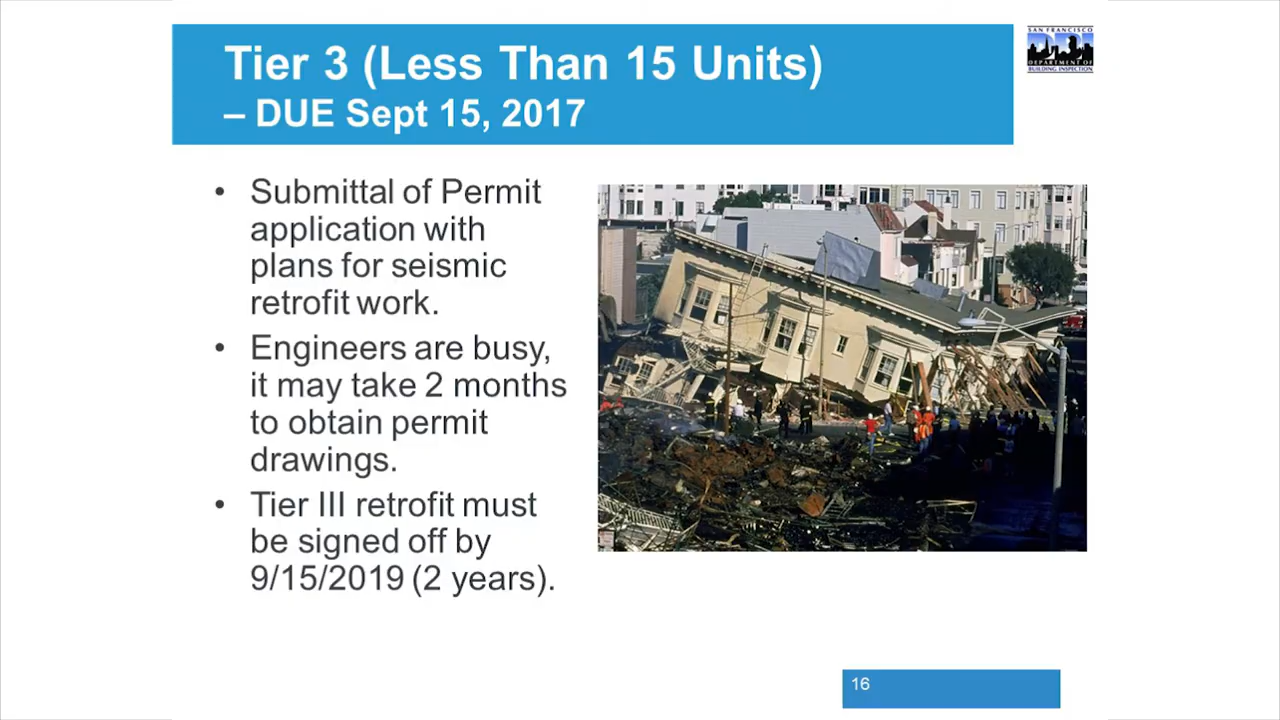 Tier 3 (Less Than 15 Units)
– DUE Sept 15, 2017
SAN FRANCISCO
DEPARTMENT OF
BUILDING INSPECTION
• Submittal of Permit
application with
plans for seismic
retrofit work.
• Engineers are busy,
it may take 2 months
to obtain permit
drawings.
• Tier III retrofit must
be signed off by
9/15/2019 (2 years).
16